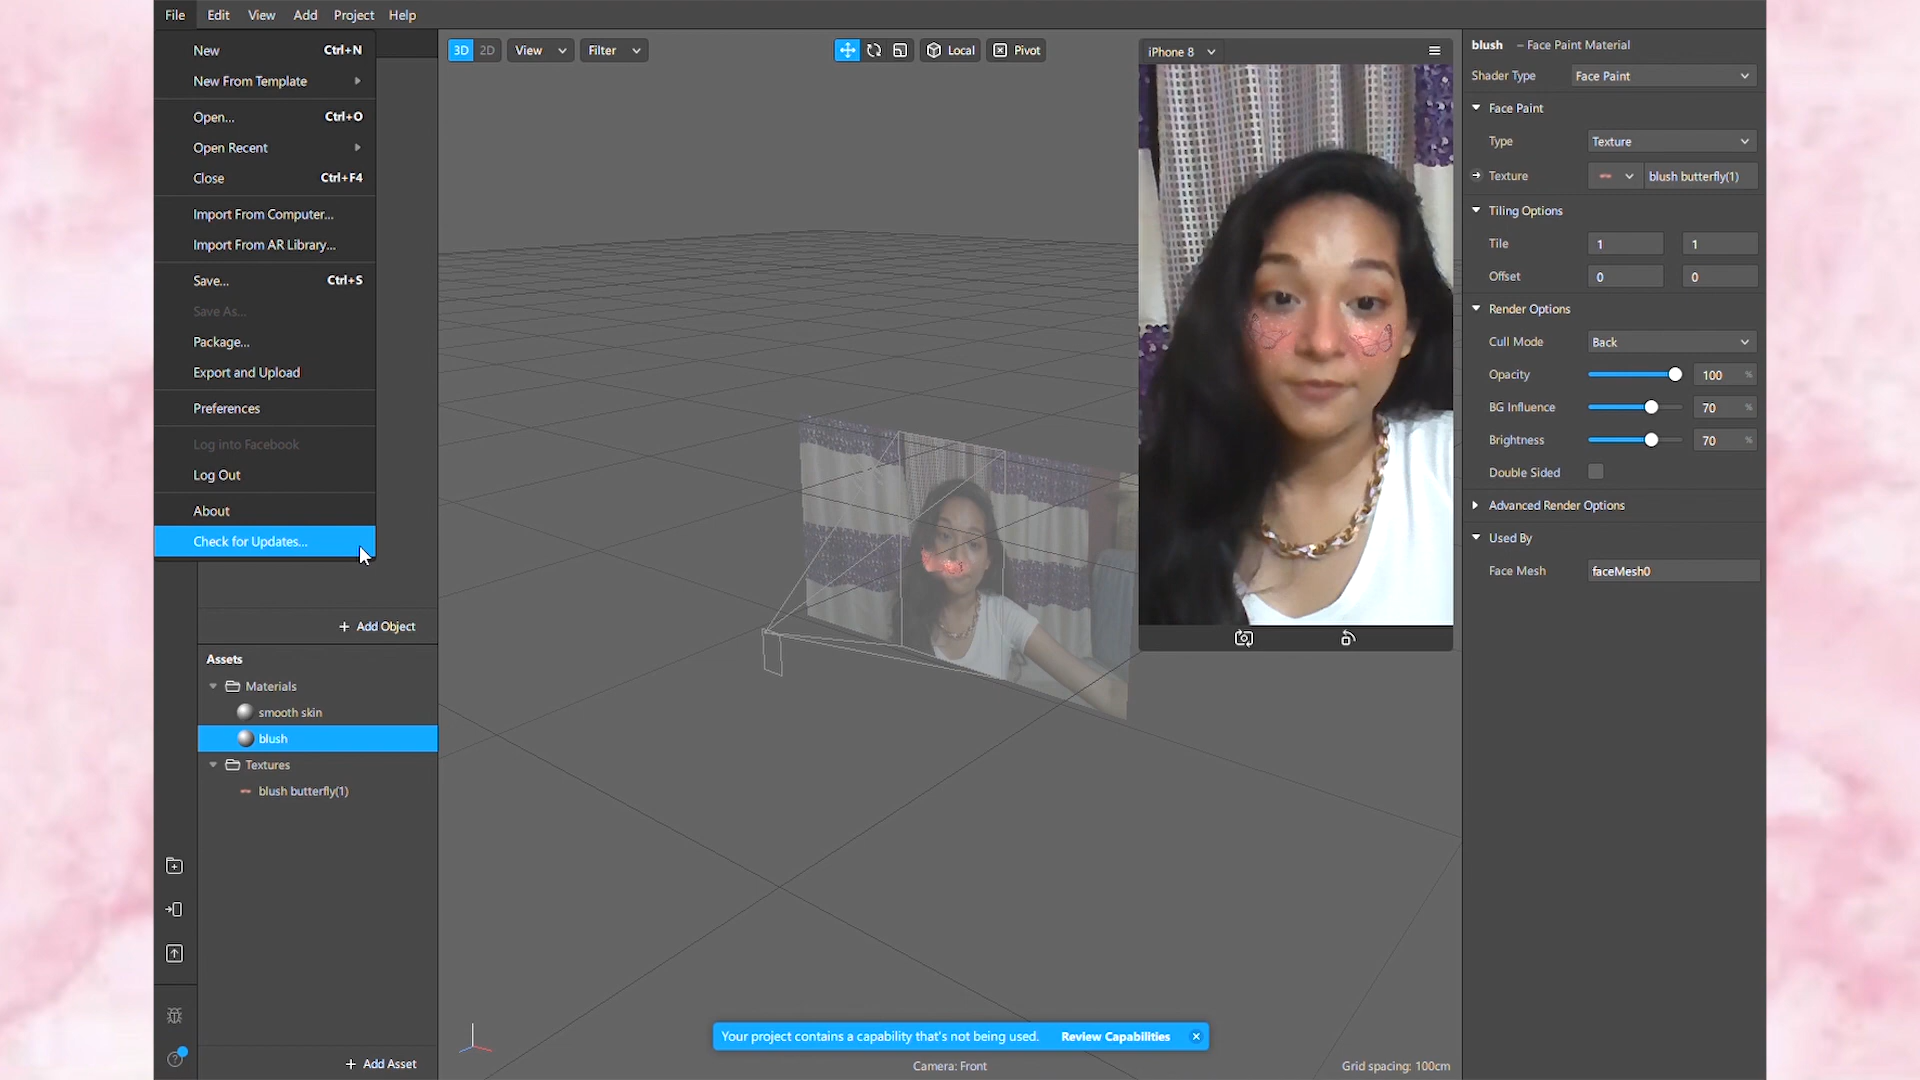 File Edit View Add Project Help
New Ctrl+N
New From Template
Open... Ctrl+O
Open Recent
Close Ctrl+F4
Import From Computer...
Import From AR Library...
Save... Ctrl+S
Save As...
Package...
Export and Upload
Preferences
Log into Facebook
Log Out
About
Check for Updates...
+ Add Object
Assets
Materials
smooth skin
blush
Textures
blush butterfly(1)
+ Add Asset
3D 2D View Filter
Local Pivot
iPhone 8
Your project contains a capability that's not being used. Review Capabilities
Camera: Front
Grid spacing: 100cm
blush – Face Paint Material
Shader Type Face Paint
Face Paint
Type Texture
Texture blush butterfly(1)
Tiling Options
Tile 1 1
Offset 0 0
Render Options
Cull Mode Back
Opacity 100 %
BG Influence 70 %
Brightness 70 %
Double Sided
Advanced Render Options
Used By
Face Mesh faceMesh0